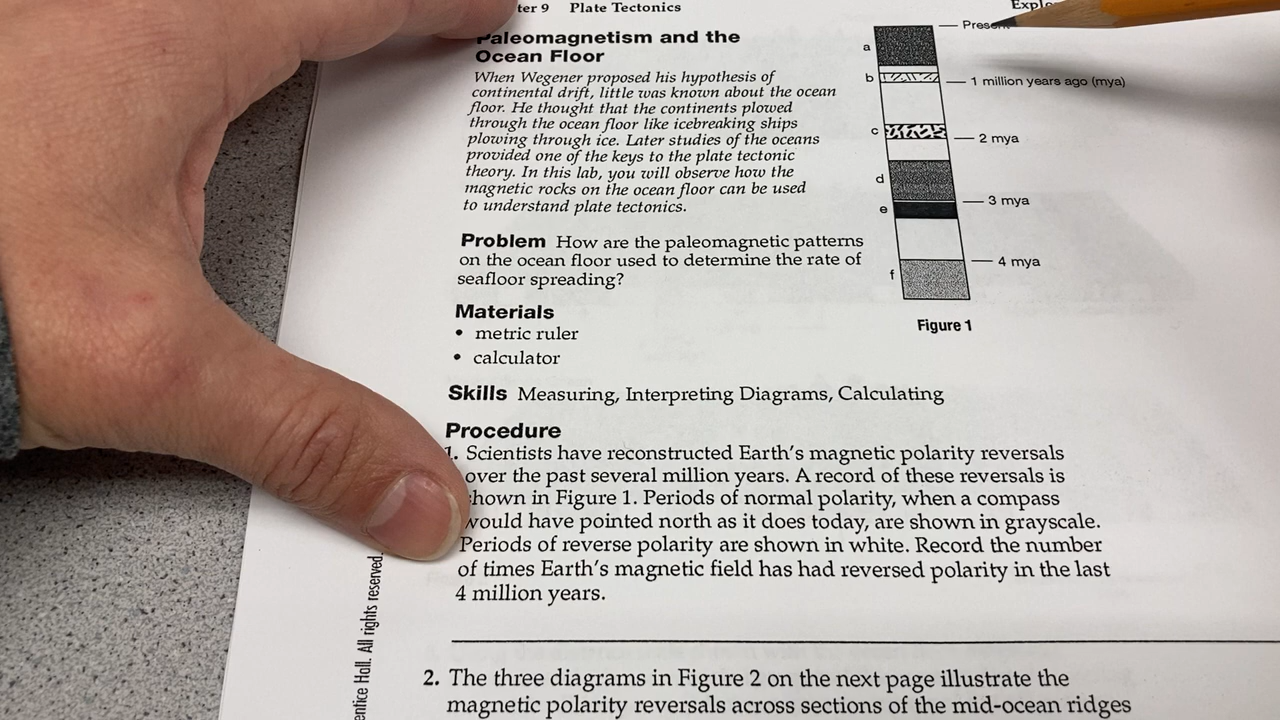 ter 9 Plate Tectonics
Paleomagnetism and the
Ocean Floor
When Wegener proposed his hypothesis of
continental drift, little was known about the ocean
floor. He thought that the continents plowed
through the ocean floor like icebreaking ships
plowing through ice. Later studies of the oceans
provided one of the keys to the plate tectonic
theory. In this lab, you will observe how the
magnetic rocks on the ocean floor can be used
to understand plate tectonics.
Problem How are the paleomagnetic patterns
on the ocean floor used to determine the rate of
seafloor spreading?
Materials
• metric ruler
• calculator
Skills Measuring, Interpreting Diagrams, Calculating
a
b
c
d
e
f
Present
1 million years ago (mya)
2 mya
3 mya
4 mya
Figure 1
Procedure
1. Scientists have reconstructed Earth's magnetic polarity reversals
over the past several million years. A record of these reversals is
shown in Figure 1. Periods of normal polarity, when a compass
would have pointed north as it does today, are shown in grayscale.
Periods of reverse polarity are shown in white. Record the number
of times Earth's magnetic field has had reversed polarity in the last
4 million years.
2. The three diagrams in Figure 2 on the next page illustrate the
magnetic polarity reversals across sections of the mid-ocean ridges
entice Hall. All rights reserved.